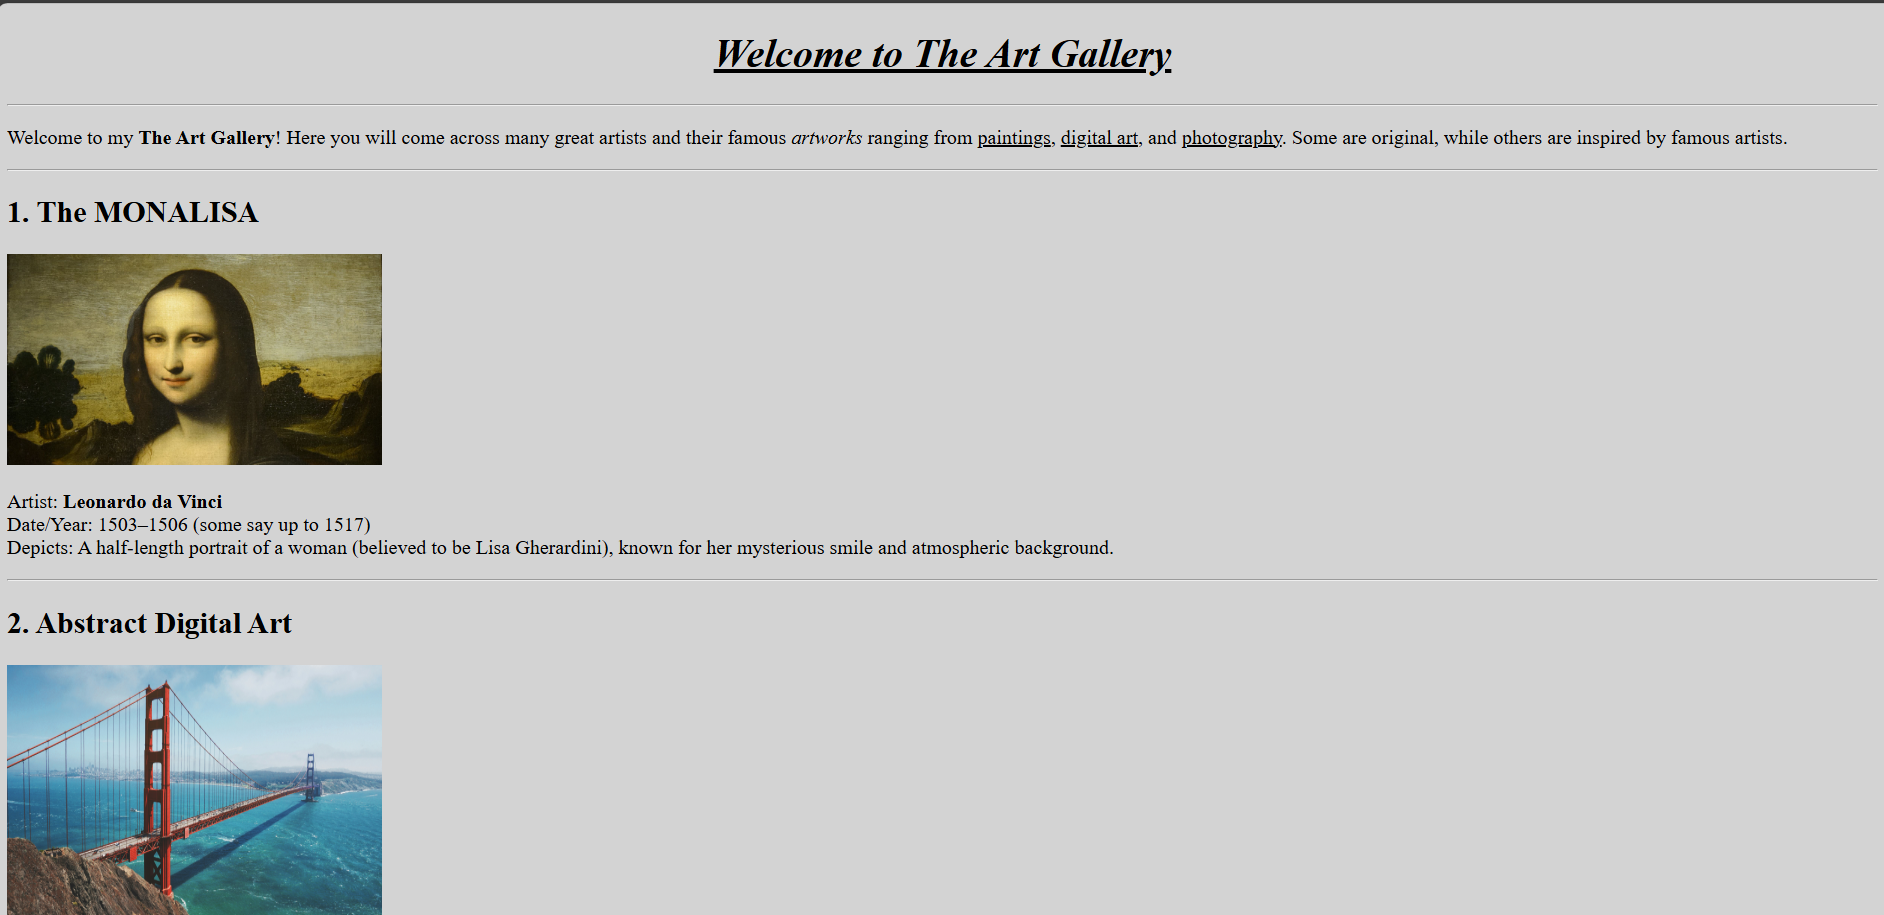 Welcome to The Art Gallery
Welcome to my The Art Gallery! Here you will come across many great artists and their famous artworks ranging from paintings, digital art, and photography. Some are original, while others are inspired by famous artists.
1. The MONALISA
Artist: Leonardo da Vinci
Date/Year: 1503–1506 (some say up to 1517)
Depicts: A half-length portrait of a woman (believed to be Lisa Gherardini), known for her mysterious smile and atmospheric background.
2. Abstract Digital Art